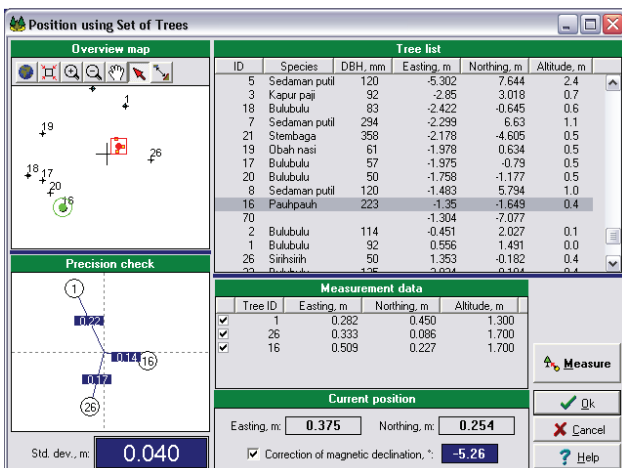 Position using Set of Trees
Overview map
1
19
26
18 17
20
16
Precision check
1
0.22
0.14 16
0.17
26
Std. dev., m: 0.040
Tree list
ID Species DBH, mm Easting, m Northing, m Altitude, m
5 Sedaman putil 120 -5.302 7.644 2.4
3 Kapur paji 92 -2.85 3.018 0.7
18 Bulubulu 83 -2.422 -0.645 0.6
7 Sedaman putil 294 -2.299 6.63 1.1
21 Stembaga 358 -2.178 -4.605 0.5
19 Obah nasi 61 -1.978 0.634 0.5
17 Bulubulu 57 -1.975 -0.79 0.5
20 Bulubulu 50 -1.758 -1.177 0.5
8 Sedaman putil 120 -1.483 5.794 1.0
16 Pauhpauh 223 -1.35 -1.649 0.4
70 -1.304 -7.077
2 Bulubulu 114 -0.451 2.027 0.1
1 Bulubulu 92 0.556 1.491 0.0
26 Sirihsirih 50 1.353 -0.182 0.4
Measurement data
Tree ID Easting, m Northing, m Altitude, m
1 0.282 0.450 1.300
26 0.333 0.086 1.700
16 0.509 0.227 1.700
Current position
Easting, m: 0.375 Northing, m: 0.254
Correction of magnetic declination, °: -5.26
Measure
Ok
Cancel
Help